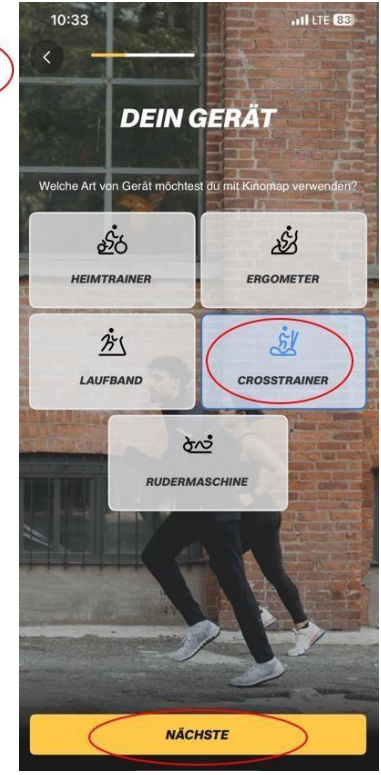 10:33 LTE 83
DEIN GERÄT
Welche Art von Gerät möchtest du mit Kinomap verwenden?
HEIMTRAINER
ERGOMETER
LAUFBAND
CROSSTRAINER
RUDERMASCHINE
NÄCHSTE